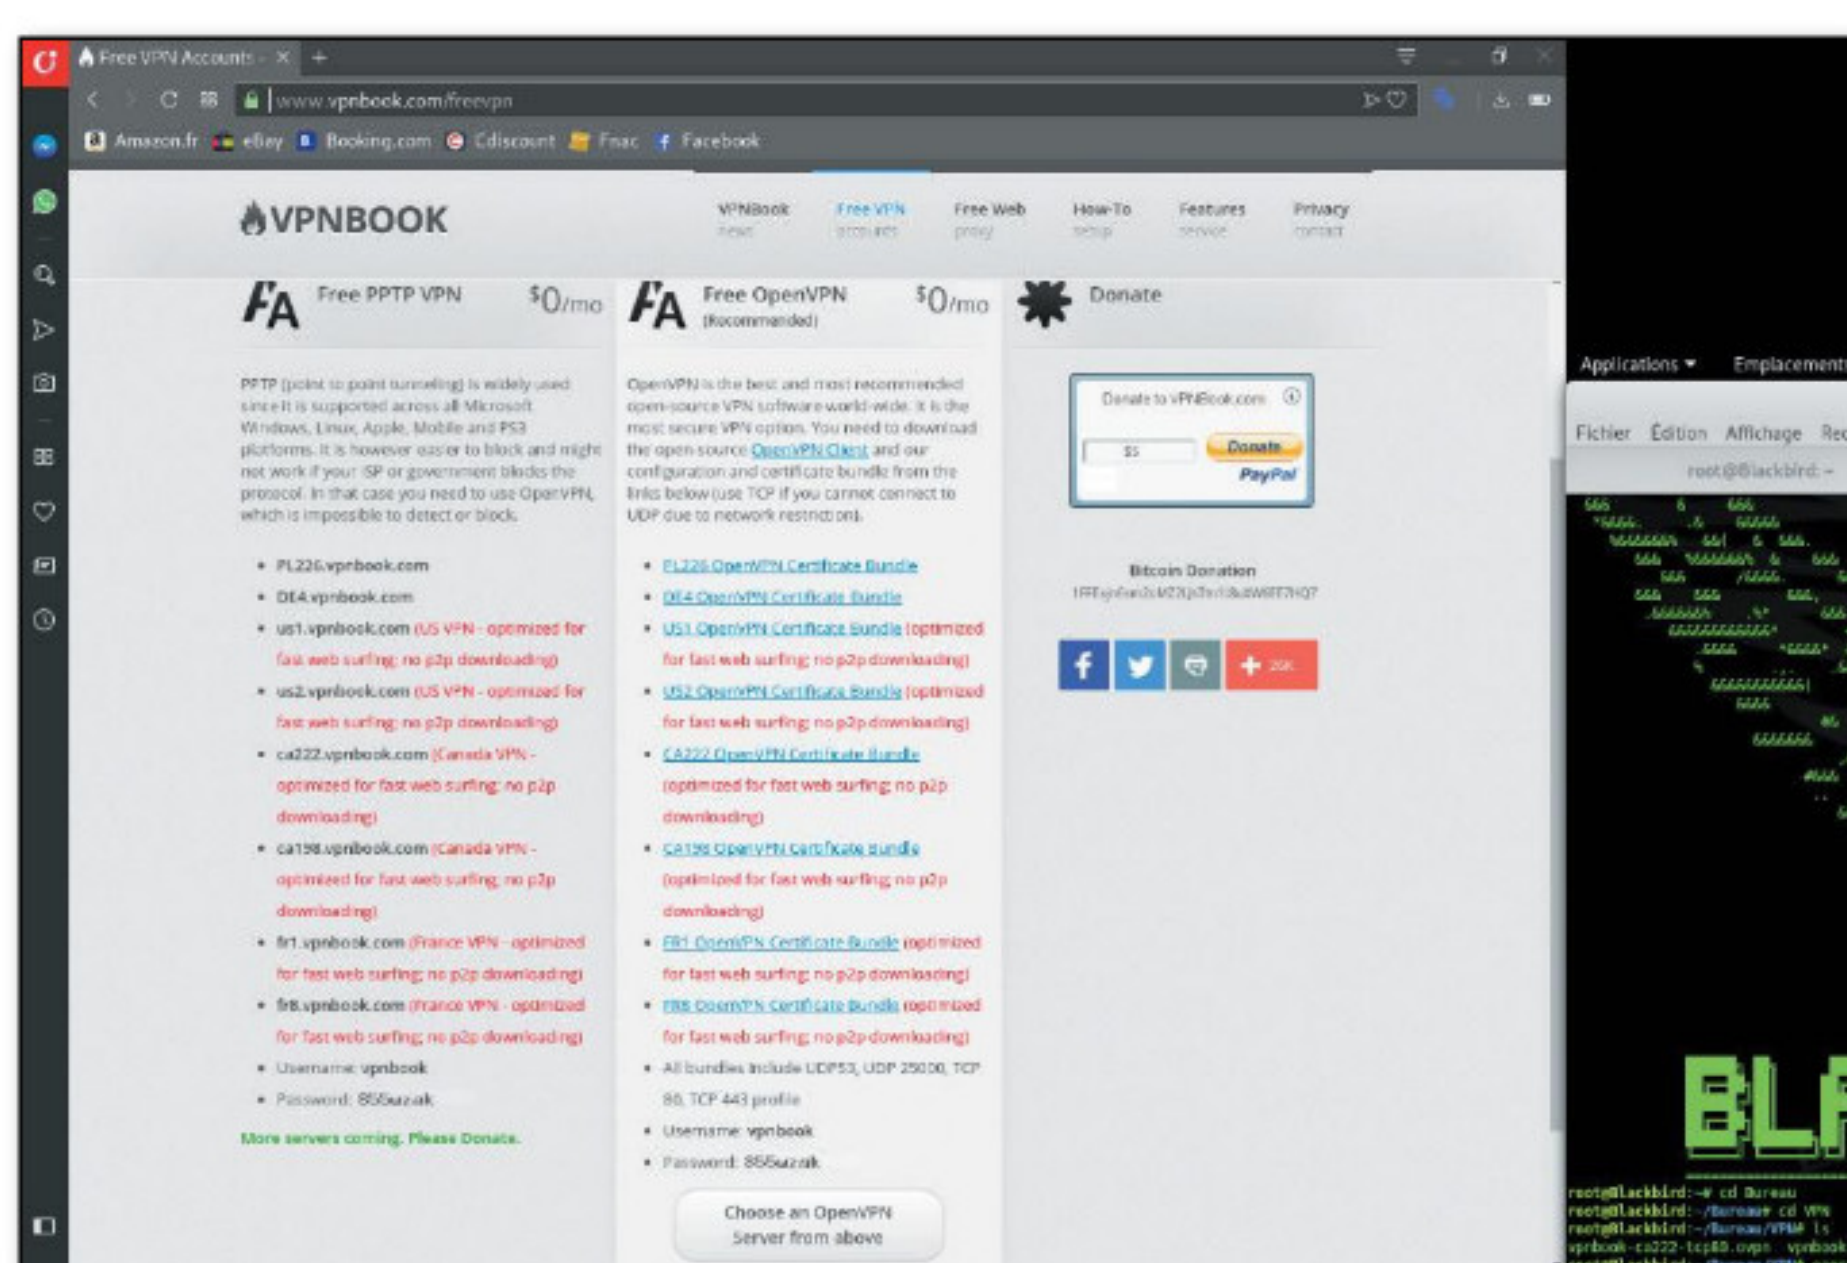 Free VPN Accounts -
www.vpnbook.com/freevpn
Amazon.fr eBay Booking.com Cdiscount Fnac Facebook
VPNBOOK
VPNBook Free VPN Free Web How-To Features Privacy
news accounts proxy setup service contact
Free PPTP VPN $0/mo
PPTP (point to point tunneling) is widely used
since it is supported across all Microsoft
Windows, Linux, Apple, Mobile and PS3
platforms. It is however easier to block and might
not work if your ISP or government blocks the
protocol. In that case you need to use OpenVPN,
which is impossible to detect or block.
PL226.vpnbook.com
DE4.vpnbook.com
us1.vpnbook.com (US VPN - optimized for
fast web surfing; no p2p downloading)
us2.vpnbook.com (US VPN - optimized for
fast web surfing; no p2p downloading)
ca222.vpnbook.com (Canada VPN -
optimized for fast web surfing; no p2p
downloading)
ca198.vpnbook.com (Canada VPN -
optimized for fast web surfing; no p2p
downloading)
fr1.vpnbook.com (France VPN - optimized
for fast web surfing; no p2p downloading)
fr8.vpnbook.com (France VPN - optimized
for fast web surfing; no p2p downloading)
Username: vpnbook
Password: 855uzak
More servers coming. Please Donate.
Free OpenVPN $0/mo
(Recommended)
OpenVPN is the best and most recommended
open-source VPN software world-wide. It is the
most secure VPN option. You need to download
the open-source OpenVPN Client and our
configuration and certificate bundle from the
links below (use TCP if you cannot connect to
UDP due to network restriction).
PL226 OpenVPN Certificate Bundle
DE4 OpenVPN Certificate Bundle
US1 OpenVPN Certificate Bundle (optimized
for fast web surfing; no p2p downloading)
US2 OpenVPN Certificate Bundle (optimized
for fast web surfing; no p2p downloading)
CA222 OpenVPN Certificate Bundle
(optimized for fast web surfing; no p2p
downloading)
CA198 OpenVPN Certificate Bundle
(optimized for fast web surfing; no p2p
downloading)
FR1 OpenVPN Certificate Bundle (optimized
for fast web surfing; no p2p downloading)
FR8 OpenVPN Certificate Bundle (optimized
for fast web surfing; no p2p downloading)
All bundles include UDP53, UDP 25000, TCP
80, TCP 443 profile
Username: vpnbook
Password: 855uzak
Choose an OpenVPN
Server from above
Donate
Donate to VPNBook.com
$5 Donate
PayPal
Bitcoin Donation
26K
Applications Emplacements
Fichier Édition Affichage Rec
root@Blackbird: ~
BLA
root@Blackbird:~# cd Bureau
root@Blackbird:~/Bureau# cd VPN
root@Blackbird:~/Bureau/VPN# ls
vpnbook-ca222-tcp80.ovpn vpnbook